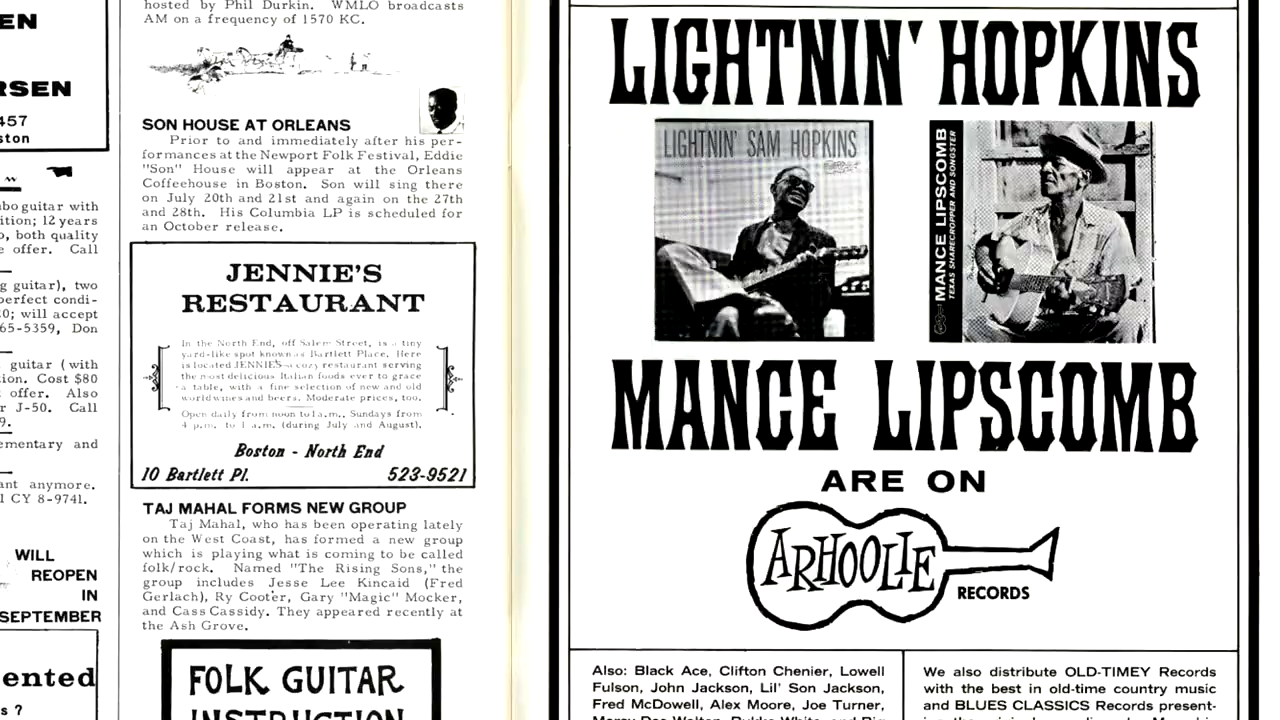 EN
RSEN
457
ston
bo guitar with
ition; 12 years
o, both quality
e offer. Call
g guitar), two
perfect condi-
0; will accept
65-5359, Don
guitar (with
ion. Cost $80
offer. Also
r J-50. Call
9.
ementary and
ant anymore.
l CY 8-9741.
WILL
REOPEN
IN
SEPTEMBER
ented
s ?
hosted by Phil Durkin. WMLO broadcasts
AM on a frequency of 1570 KC.
SON HOUSE AT ORLEANS
Prior to and immediately after his per-
formances at the Newport Folk Festival, Eddie
"Son" House will appear at the Orleans
Coffeehouse in Boston. Son will sing there
on July 20th and 21st and again on the 27th
and 28th. His Columbia LP is scheduled for
an October release.
JENNIE'S
RESTAURANT
In the North End, off Salem Street, is a tiny
yard-like spot known as Bartlett Place. Here
is located JENNIE'S—a cozy restaurant serving
the most delicious Italian foods ever to grace
a table, with a fine selection of new and old
world wines and beers. Moderate prices, too.
Open daily from noon to 1 a.m., Sundays from
4 p.m. to 1 a.m. (during July and August).
Boston - North End
10 Bartlett Pl. 523-9521
TAJ MAHAL FORMS NEW GROUP
Taj Mahal, who has been operating lately
on the West Coast, has formed a new group
which is playing what is coming to be called
folk/rock. Named "The Rising Sons," the
group includes Jesse Lee Kincaid (Fred
Gerlach), Ry Cooter, Gary "Magic" Mocker,
and Cass Cassidy. They appeared recently at
the Ash Grove.
FOLK GUITAR
INSTRUCTION
LIGHTNIN' HOPKINS
LIGHTNIN' SAM HOPKINS
MANCE LIPSCOMB
TEXAS SHARECROPPER AND SONGSTER
MANCE LIPSCOMB
ARE ON
ARHOOLIE
RECORDS
Also: Black Ace, Clifton Chenier, Lowell
Fulson, John Jackson, Lil' Son Jackson,
Fred McDowell, Alex Moore, Joe Turner,
We also distribute OLD-TIMEY Records
with the best in old-time country music
and BLUES CLASSICS Records present-